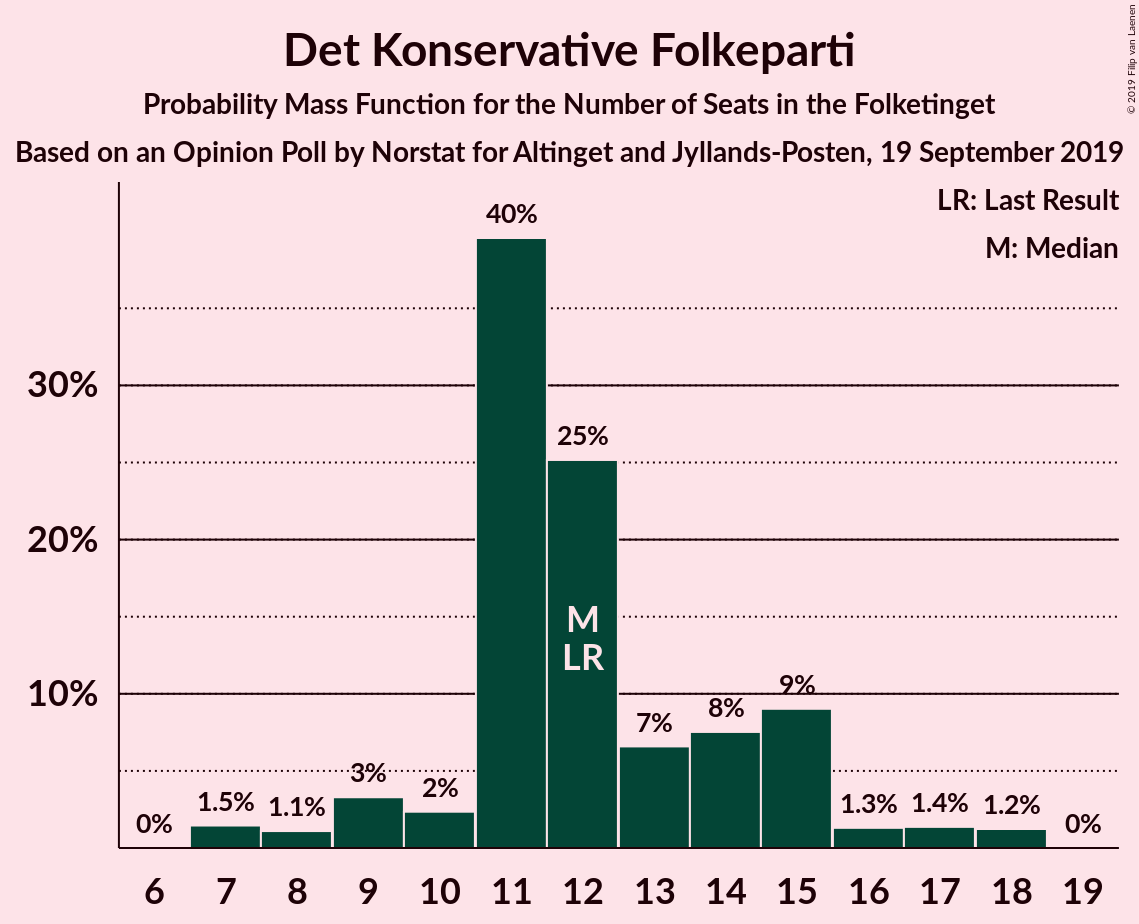 Det Konservative Folkeparti
Probability Mass Function for the Number of Seats in the Folketinget
Based on an Opinion Poll by Norstat for Altinget and Jyllands-Posten, 19 September 2019
© 2019 Filip van Laenen
LR: Last Result
M: Median
40%
30%
25%
20%
M
LR
10%
9%
8%
7%
3%
2%
1.5%
1.1%
1.3%
1.4%
1.2%
0%
0%
6 7 8 9 10 11 12 13 14 15 16 17 18 19